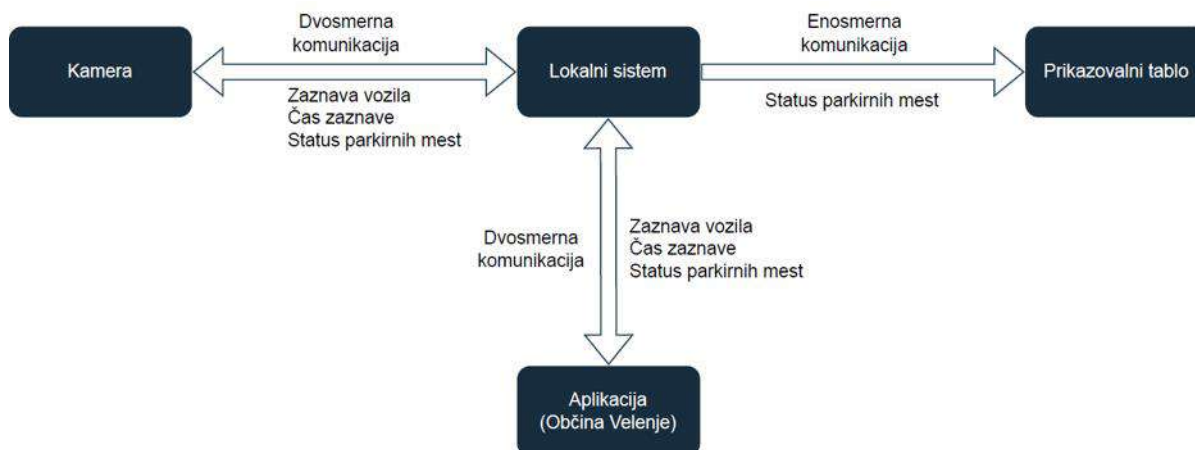 Dvosmerna
komunikacija
Enosmerna
komunikacija
Kamera
Lokalni sistem
Prikazovalni tablo
Zaznava vozila
Čas zaznave
Status parkirnih mest
Status parkirnih mest
Dvosmerna
komunikacija
Zaznava vozila
Čas zaznave
Status parkirnih mest
Aplikacija
(Občina Velenje)